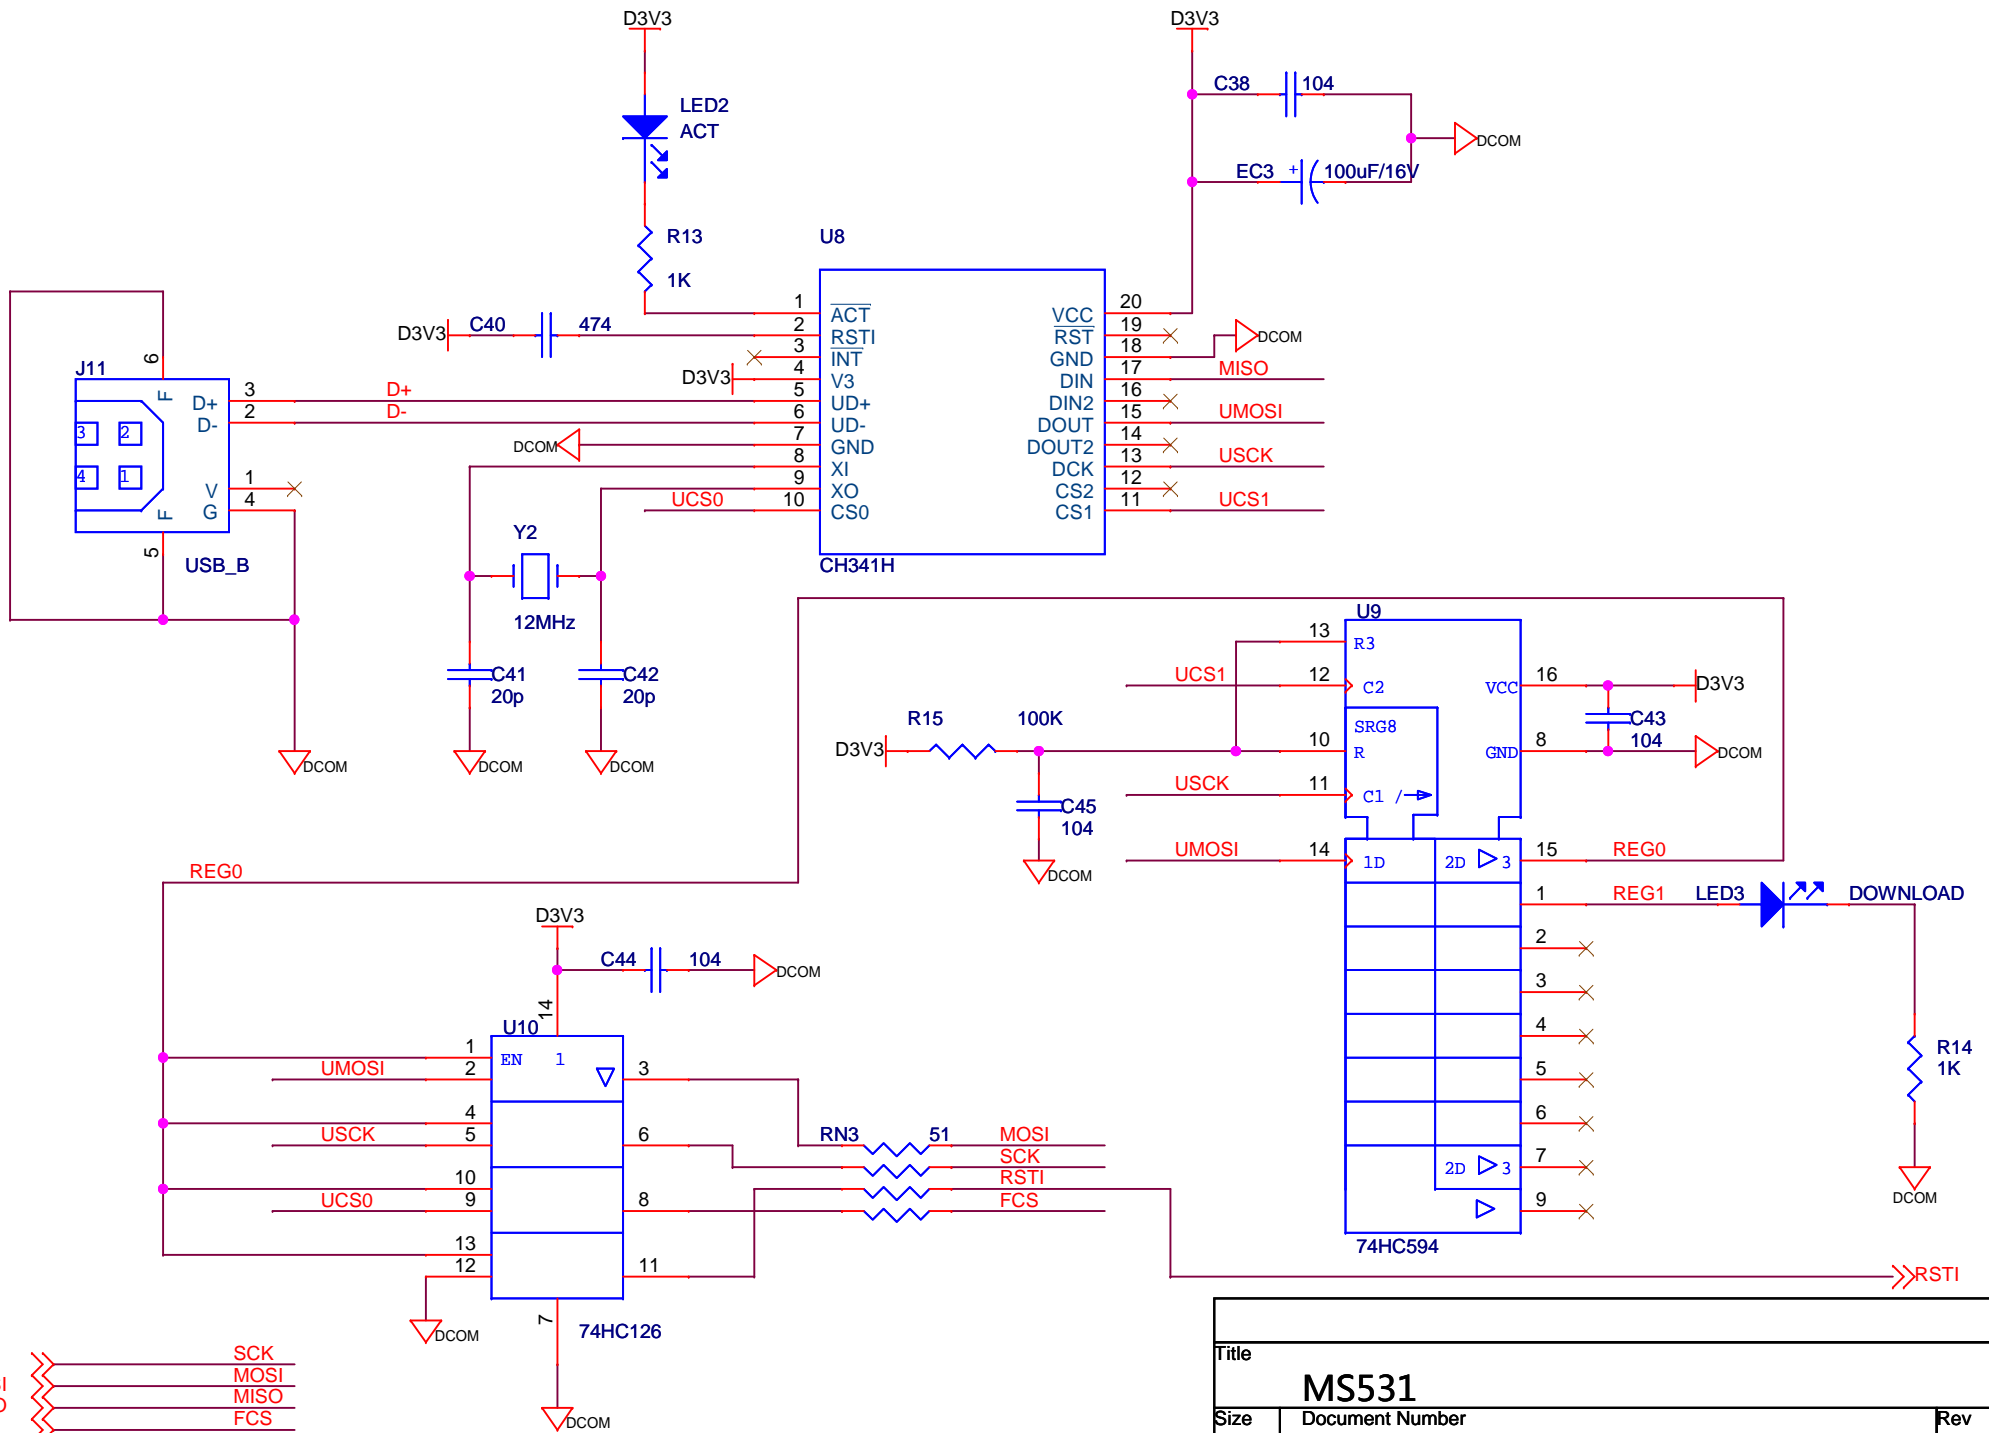 D3V3
D3V3
C38 104
LED2
ACT
DCOM
EC3 + 100uF/16V
R13
1K
U8
1 ACT
2 RSTI
3 INT
4 V3
5 UD+
6 UD-
7 GND
8 XI
9 XO
10 CS0
VCC 20
RST 19
GND 18
DIN 17
DIN2 16
DOUT 15
DOUT2 14
DCK 13
CS2 12
CS1 11
CH341H
D3V3 C40 474
D3V3
DCOM
DCOM
MISO
UMOSI
USCK
UCS1
UCS0
J11
6
F
D+ 3
D- 2
D+
D-
3 2
4 1
V 1
G 4
F
5
USB_B
DCOM
Y2
12MHz
C41
20p
C42
20p
DCOM
DCOM
U9
13 R3
UCS1 12 C2
VCC 16 D3V3
C43
104
SRG8
R15 100K
D3V3
10 R
GND 8 DCOM
USCK 11 C1 /
C45
104
DCOM
UMOSI 14 1D
2D 3 15 REG0
1 REG1 LED3 DOWNLOAD
2
3
4
5
6
2D 3 7
9
74HC594
R14
1K
DCOM
REG0
D3V3
C44 104 DCOM
14
U10
1 EN 1
UMOSI 2
3
4
USCK 5
6
10
UCS0 9
8
13
12
11
DCOM
7
74HC126
DCOM
RN3 51 MOSI
SCK
RSTI
FCS
RSTI
SCK
MOSI
MISO
FCS
Title
MS531
Size Document Number Rev